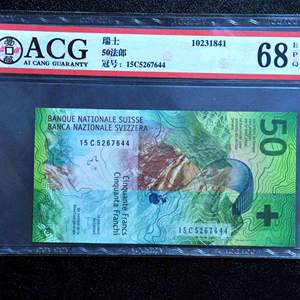 ACG
AI CANG GUARANTY
瑞士
50法郎
冠号: 15C5267644
10231841
68
E
P
Q
BANQUE NATIONALE SUISSE
BANCA NAZIONALE SVIZZERA
15C5267644
50
Cinquante Francs
Cinquanta Franchi
15C5267644